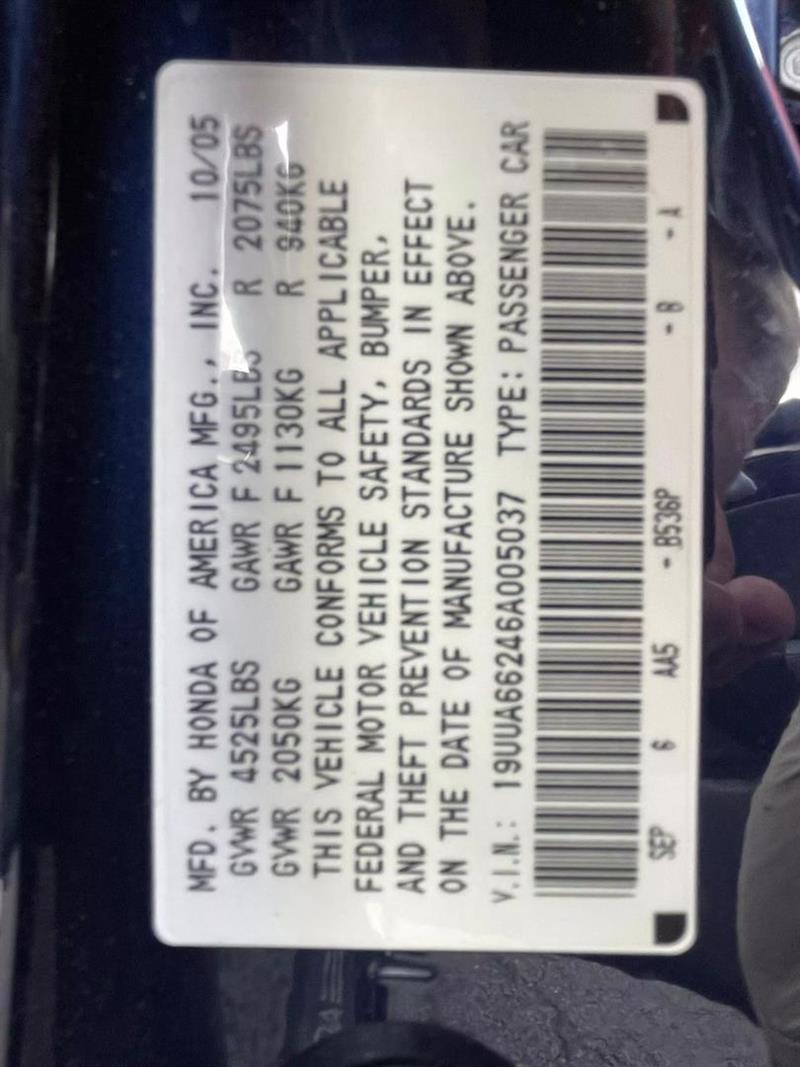 MFD. BY HONDA OF AMERICA MFG., INC. 10/05
GVWR 4525LBS GAWR F 2495LBS R 2075LBS
GVWR 2050KG GAWR F 1130KG R 940KG
THIS VEHICLE CONFORMS TO ALL APPLICABLE
FEDERAL MOTOR VEHICLE SAFETY, BUMPER,
AND THEFT PREVENTION STANDARDS IN EFFECT
ON THE DATE OF MANUFACTURE SHOWN ABOVE.
V.I.N.: 19UUA66246A005037 TYPE: PASSENGER CAR
SEP 6 AA5 - B536P - B - A